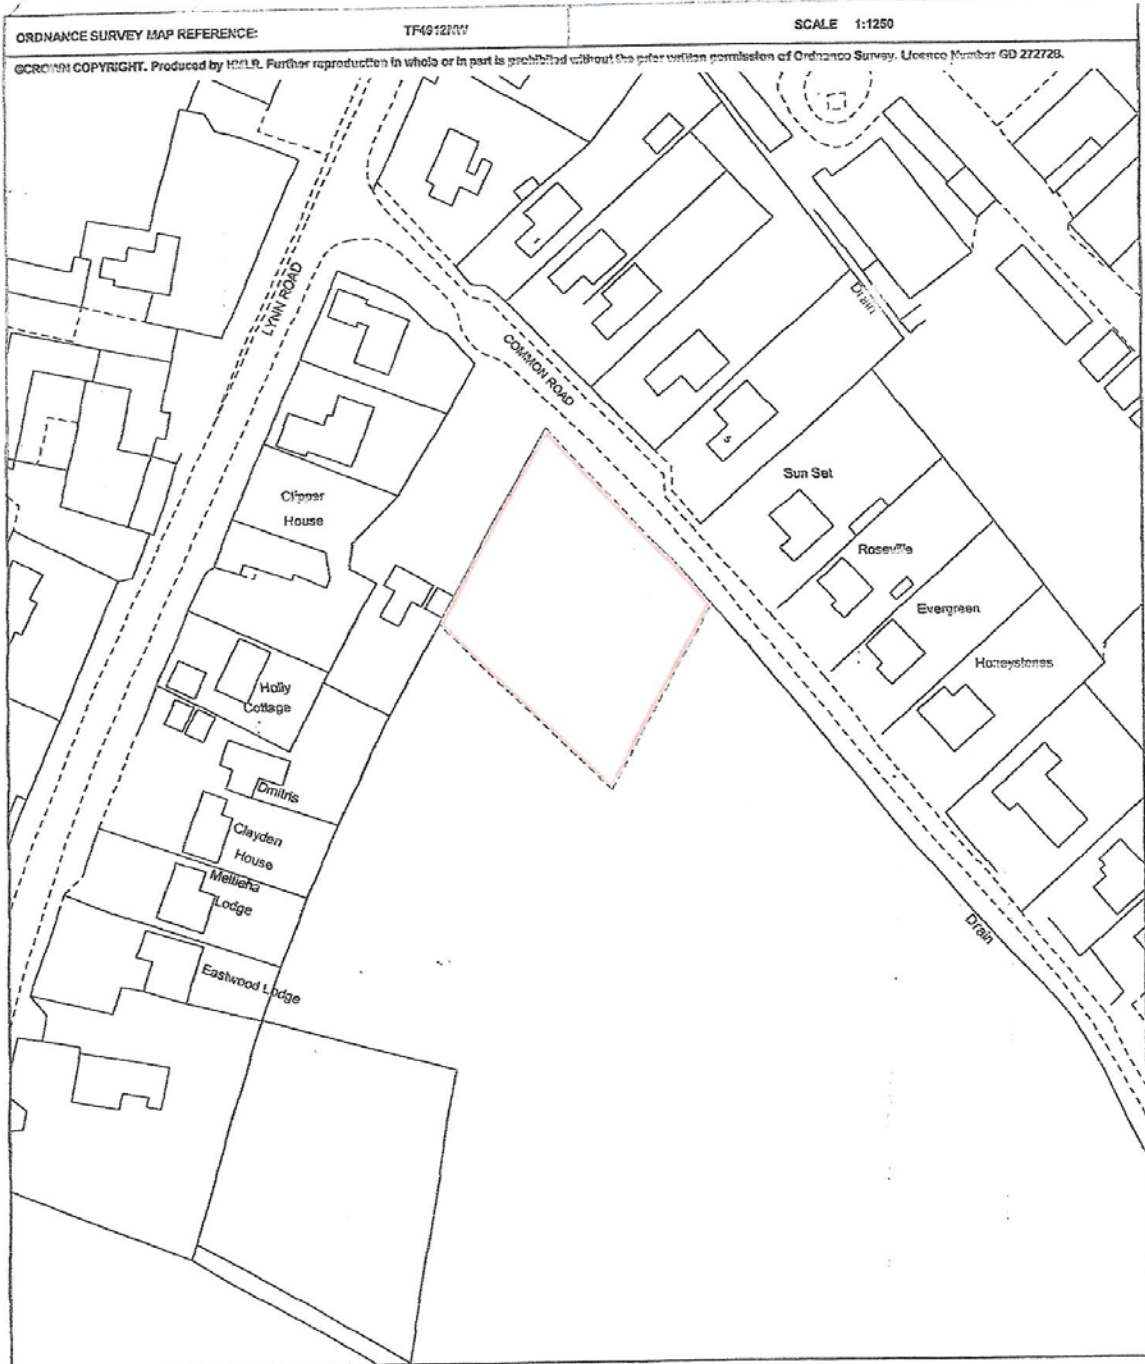 ORDNANCE SURVEY MAP REFERENCE:
TF4912NW
SCALE 1:1250
©CROWN COPYRIGHT. Produced by HMLR. Further reproduction in whole or in part is prohibited without the prior written permission of Ordnance Survey. Licence Number GD 272728.
LYNN ROAD
COMMON ROAD
Drain
5
Sun Set
Clipper
House
Roseville
Evergreen
Honeystones
Holly
Cottage
Dmitris
Clayden
House
Mellieha
Lodge
Drain
Eastwood Lodge